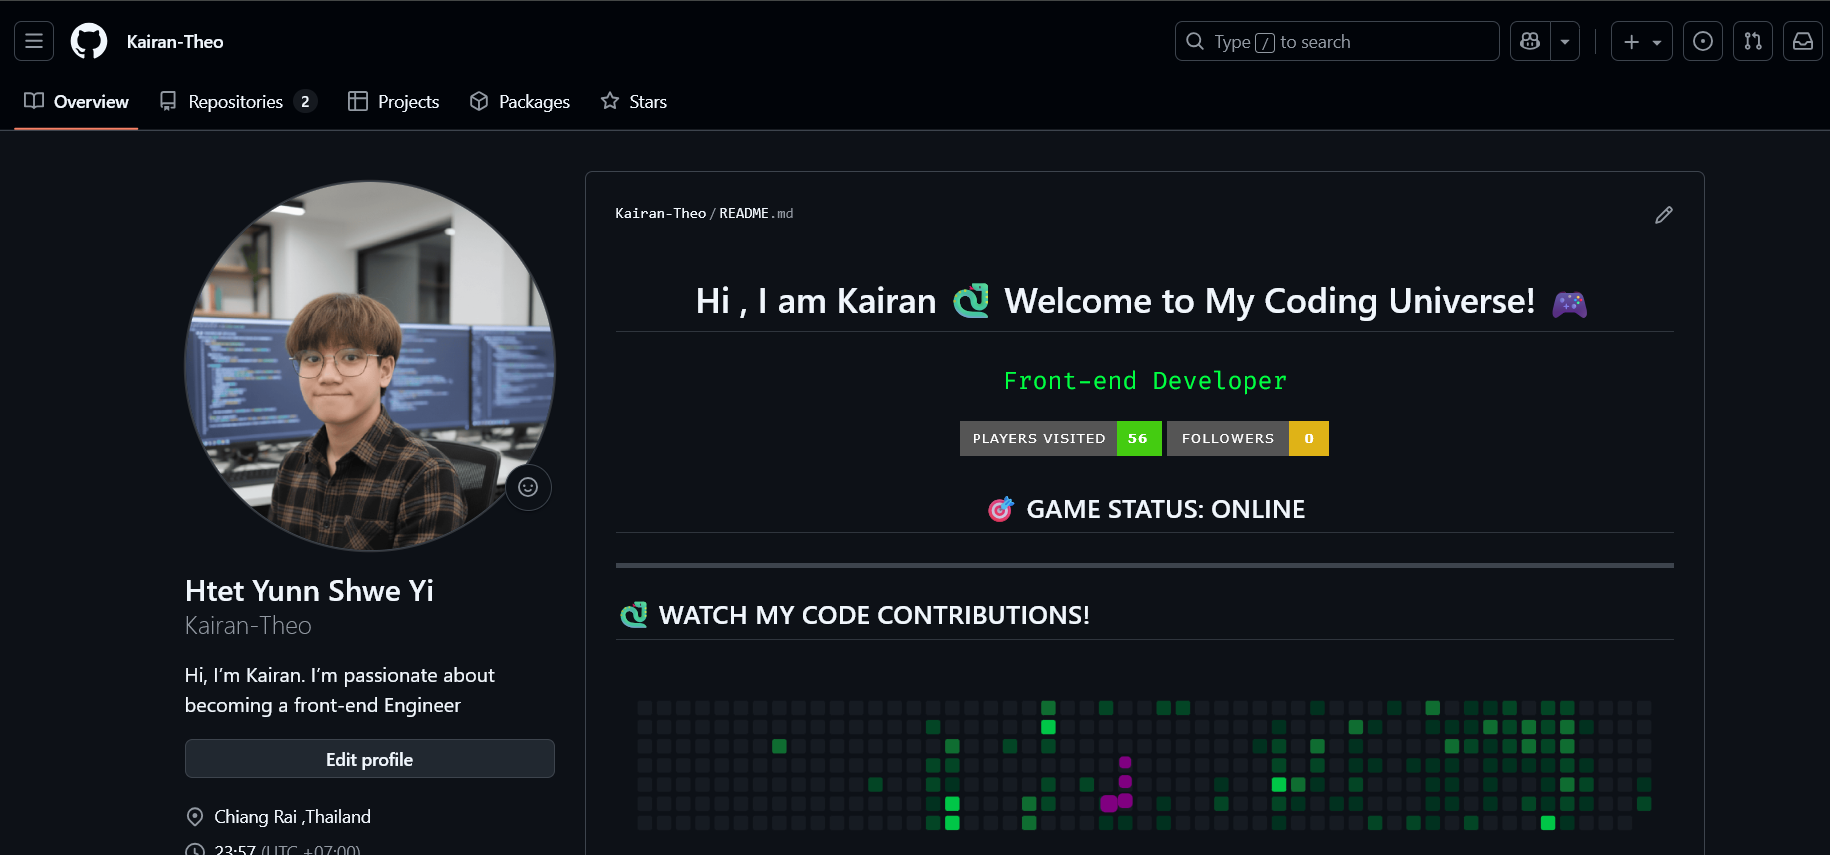 Kairan-Theo
Type / to search
Overview
Repositories 2
Projects
Packages
Stars
Kairan-Theo/README.md
Hi , I am Kairan Welcome to My Coding Universe!
Front-end Developer
PLAYERS VISITED 56
FOLLOWERS 0
GAME STATUS: ONLINE
WATCH MY CODE CONTRIBUTIONS!
Htet Yunn Shwe Yi
Kairan-Theo
Hi, I’m Kairan. I’m passionate about
becoming a front-end Engineer
Edit profile
Chiang Rai ,Thailand
23:57 (UTC +07:00)